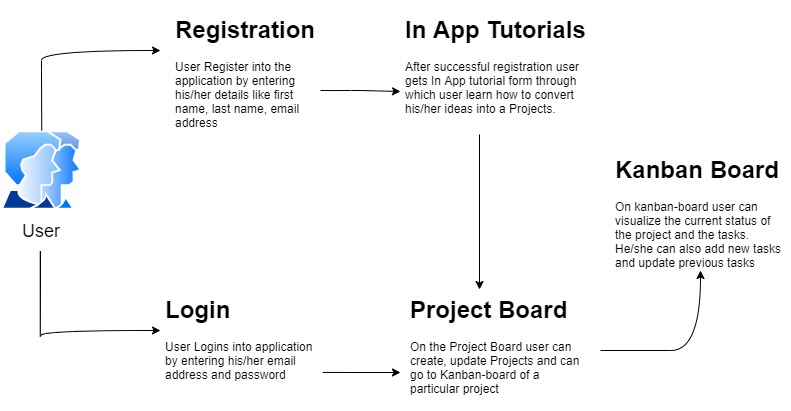 Registration
User Register into the
application by entering
his/her details like first
name, last name, email
address
In App Tutorials
After successful registration user
gets In App tutorial form through
which user learn how to convert
his/her ideas into a Projects.
User
Kanban Board
On kanban-board user can
visualize the current status of
the project and the tasks.
He/she can also add new tasks
and update previous tasks
Login
User Logins into application
by entering his/her email
address and password
Project Board
On the Project Board user can
create, update Projects and can
go to Kanban-board of a
particular project